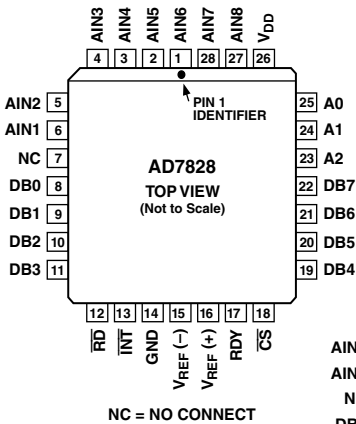 AIN3 AIN4 AIN5 AIN6 AIN7 AIN8 VDD
4 3 2 1 28 27 26
PIN 1
IDENTIFIER
AIN2 5
AIN1 6
NC 7
DB0 8
DB1 9
DB2 10
DB3 11
AD7828
TOP VIEW
(Not to Scale)
25 A0
24 A1
23 A2
22 DB7
21 DB6
20 DB5
19 DB4
12 13 14 15 16 17 18
R̅D̅ I̅N̅T̅ GND VREF (–) VREF (+) RDY C̅S̅
NC = NO CONNECT
AIN
AIN
N
DB